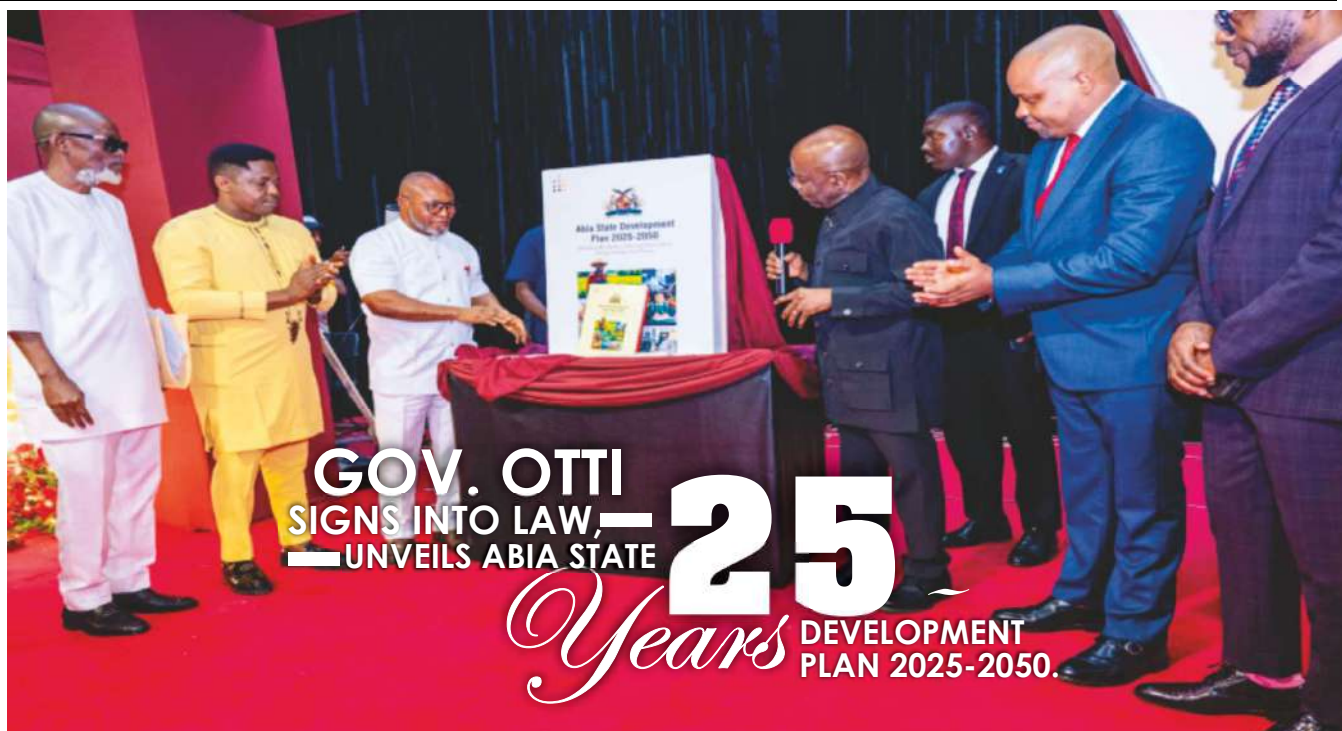 Abia State Development
Plan 2025-2050
GOV. OTTI
SIGNS INTO LAW,
UNVEILS ABIA STATE
25
Years
DEVELOPMENT
PLAN 2025-2050.